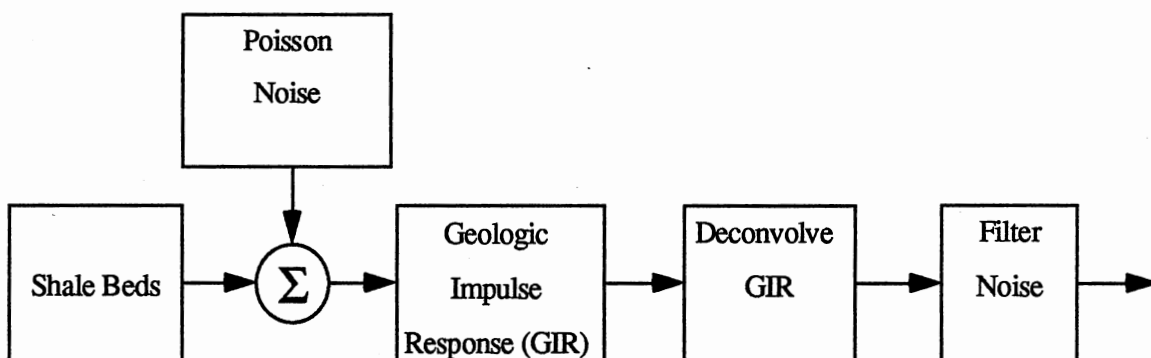 Poisson
Noise
Shale Beds
Σ
Geologic
Impulse
Response (GIR)
Deconvolve
GIR
Filter
Noise